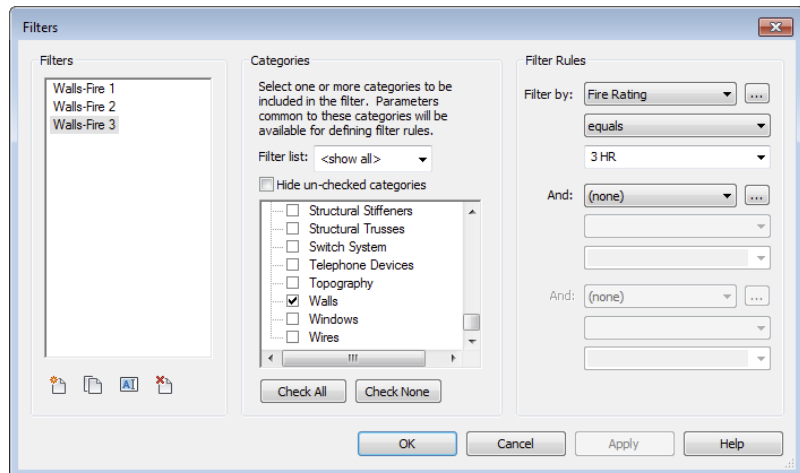 Filters
Filters
Walls-Fire 1
Walls-Fire 2
Walls-Fire 3
Categories
Select one or more categories to be
included in the filter. Parameters
common to these categories will be
available for defining filter rules.
Filter list: <show all>
Hide un-checked categories
Structural Stiffeners
Structural Trusses
Switch System
Telephone Devices
Topography
Walls
Windows
Wires
Check All Check None
Filter Rules
Filter by: Fire Rating ...
equals
3 HR
And: (none) ...
And: (none) ...
OK Cancel Apply Help